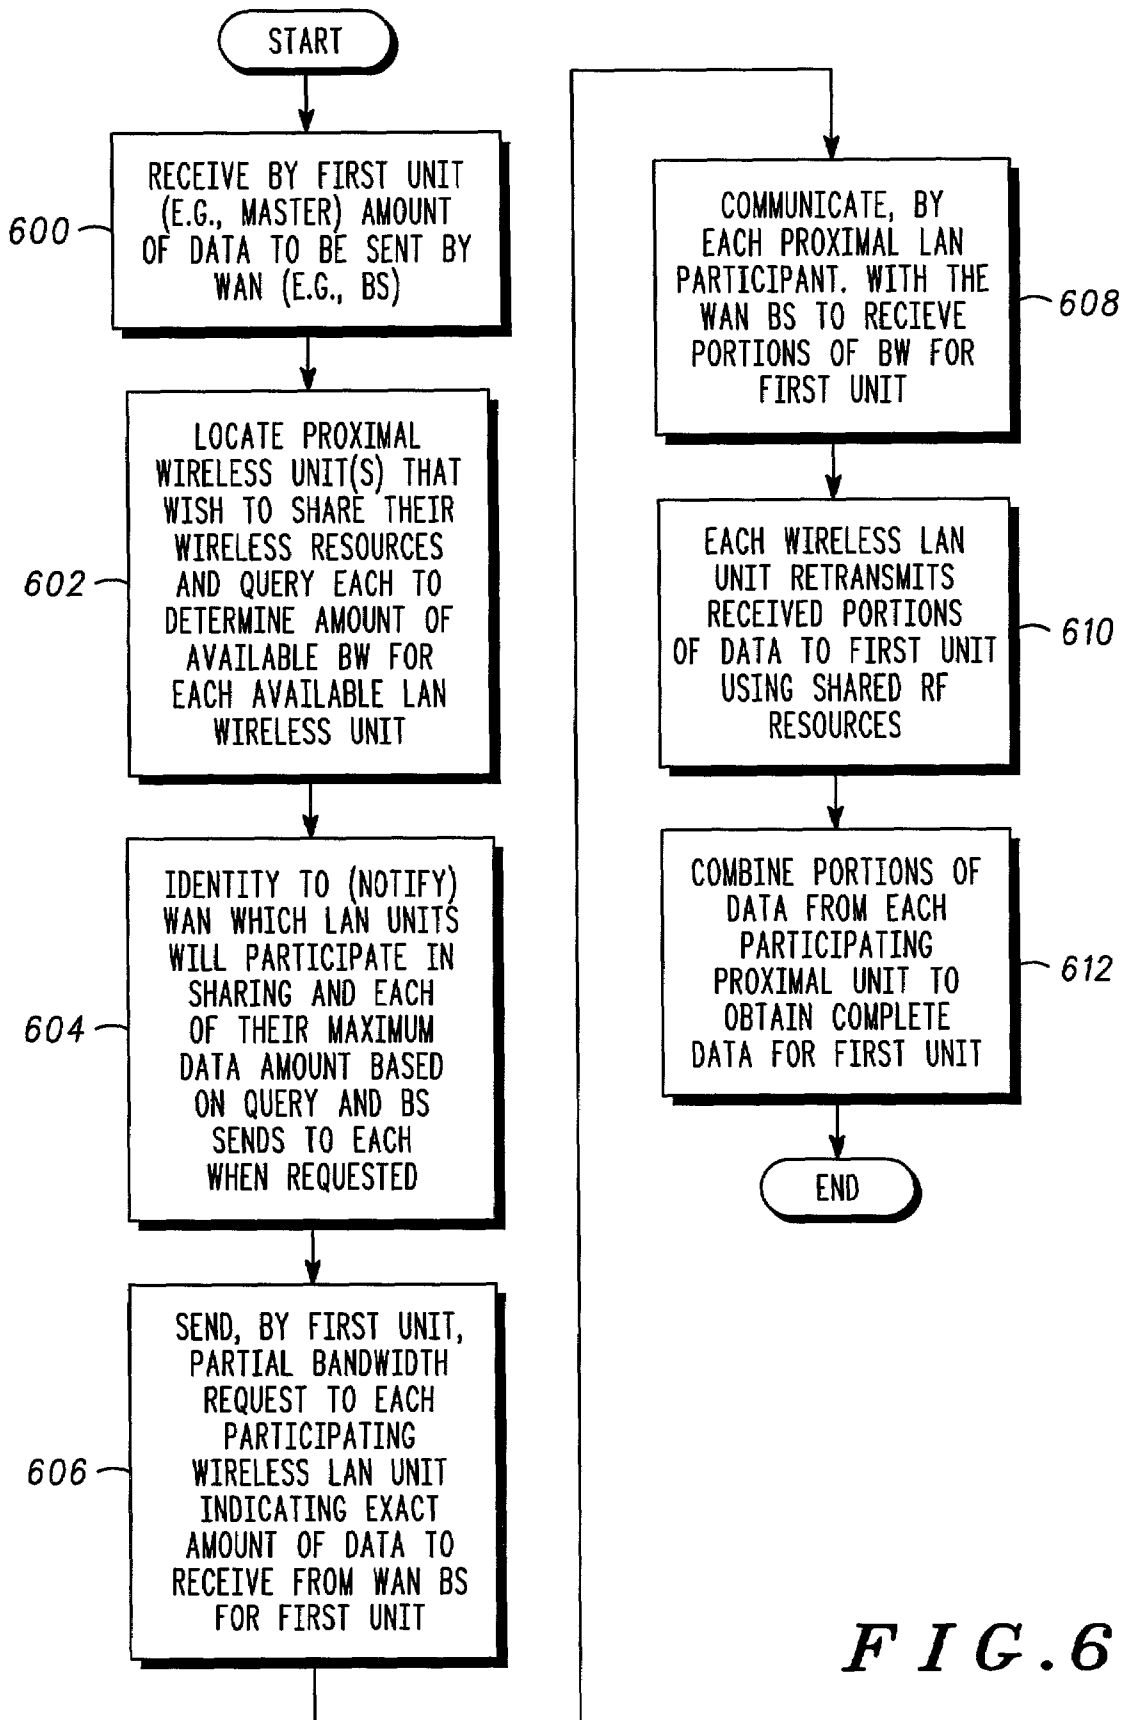 START
600
RECEIVE BY FIRST UNIT
(E.G., MASTER) AMOUNT
OF DATA TO BE SENT BY
WAN (E.G., BS)
602
LOCATE PROXIMAL
WIRELESS UNIT(S) THAT
WISH TO SHARE THEIR
WIRELESS RESOURCES
AND QUERY EACH TO
DETERMINE AMOUNT OF
AVAILABLE BW FOR
EACH AVAILABLE LAN
WIRELESS UNIT
604
IDENTITY TO (NOTIFY)
WAN WHICH LAN UNITS
WILL PARTICIPATE IN
SHARING AND EACH
OF THEIR MAXIMUM
DATA AMOUNT BASED
ON QUERY AND BS
SENDS TO EACH
WHEN REQUESTED
606
SEND, BY FIRST UNIT,
PARTIAL BANDWIDTH
REQUEST TO EACH
PARTICIPATING
WIRELESS LAN UNIT
INDICATING EXACT
AMOUNT OF DATA TO
RECEIVE FROM WAN BS
FOR FIRST UNIT
COMMUNICATE, BY
EACH PROXIMAL LAN
PARTICIPANT. WITH THE
WAN BS TO RECIEVE
PORTIONS OF BW FOR
FIRST UNIT
608
EACH WIRELESS LAN
UNIT RETRANSMITS
RECEIVED PORTIONS
OF DATA TO FIRST UNIT
USING SHARED RF
RESOURCES
610
COMBINE PORTIONS OF
DATA FROM EACH
PARTICIPATING
PROXIMAL UNIT TO
OBTAIN COMPLETE
DATA FOR FIRST UNIT
612
END
FIG.6